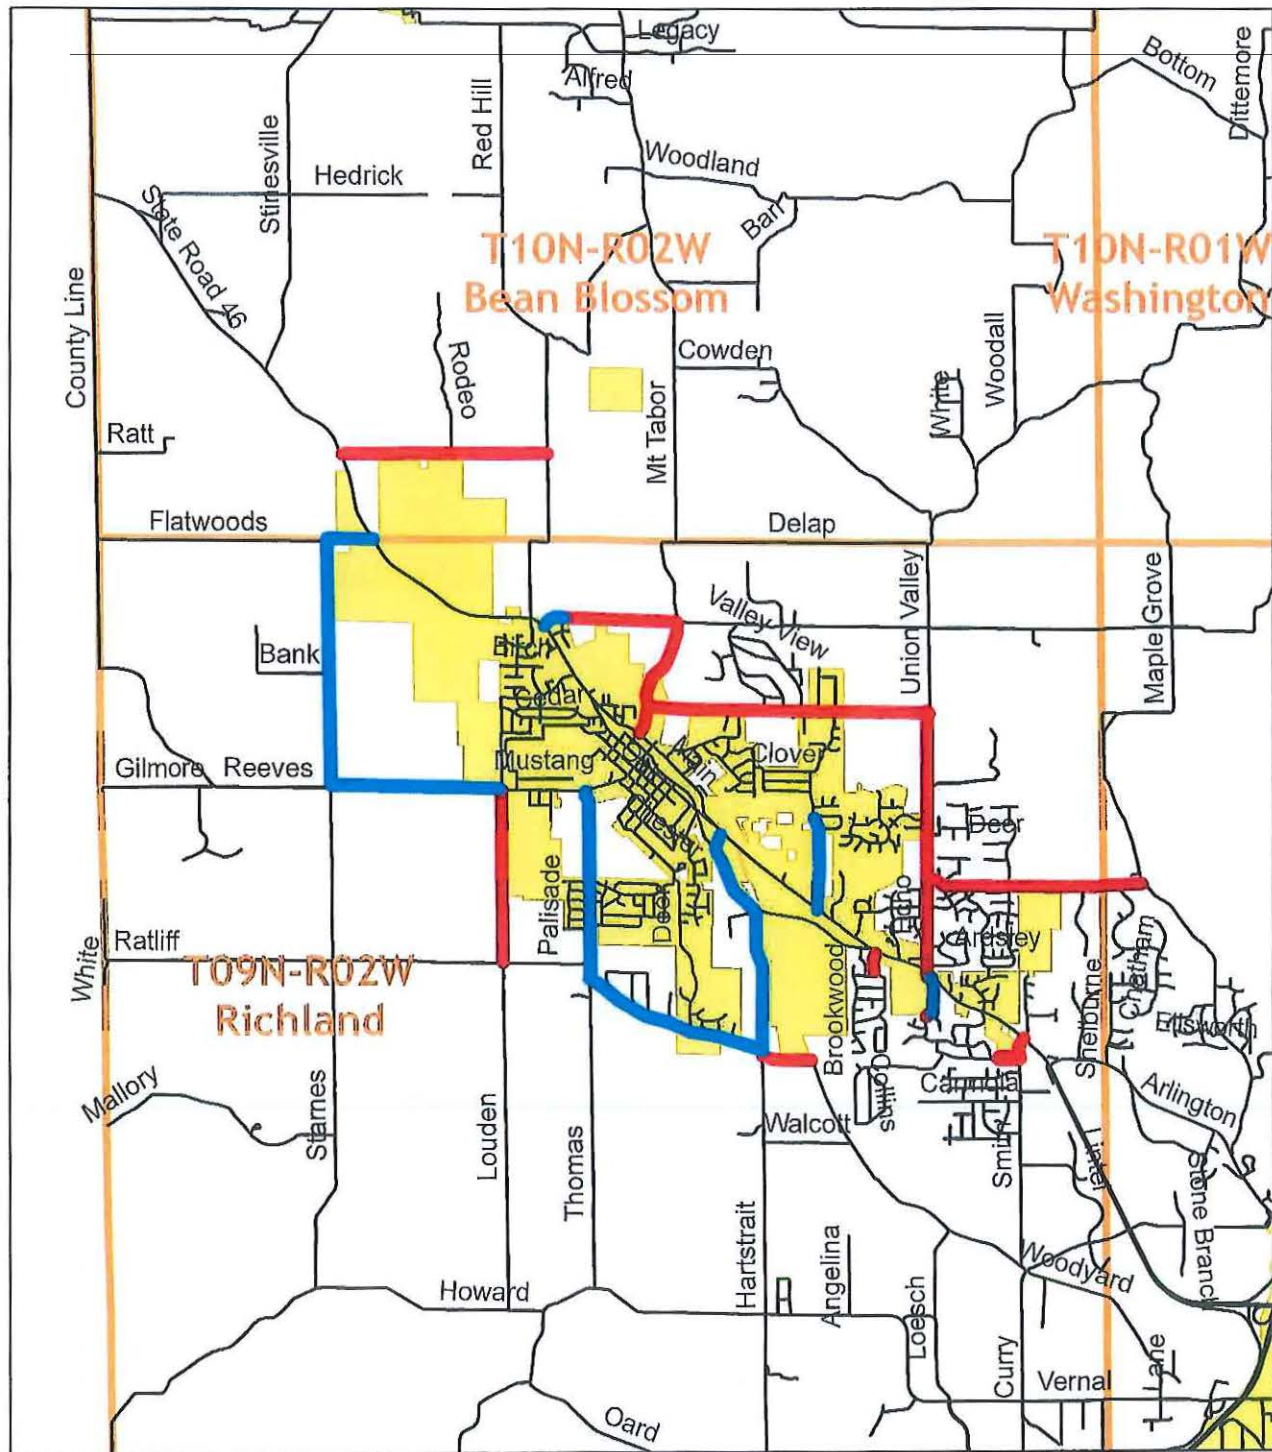 Legacy
Alfred
Bottom
Dittemore
Red Hill
Stinesville
Hedrick
Woodland
Barr
State Road 46
T10N-R02W
Bean Blossom
T10N-R01W
Washington
County Line
Rodeo
Cowden
Mt Tabor
White
Woodall
Ratt
Flatwoods
Delap
Union Valley
Maple Grove
Valley View
Bank
Birch
Cedar
Mustang
Main
Clover
Gilmore
Reeves
Deer
Palisade
Deer
Echo
Ardsley
Ratliff
White
T09N-R02W
Richland
Brookwood
Shelburne
Chatham
Ellsworth
Collins
Arlington
Mallory
Starnes
Louden
Thomas
Walcott
Smith
Stone Branch
Hartstrait
Angelina
Woodyard
Howard
Loesch
Curry
Vernal
Lane
Oard